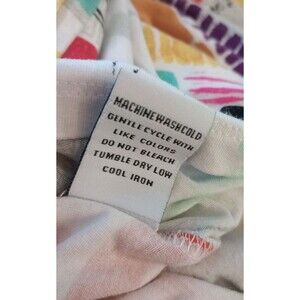 MACHINEWASHCOLD
GENTLE CYCLE WITH
LIKE COLORS
DO NOT BLEACH
TUMBLE DRY LOW
COOL IRON